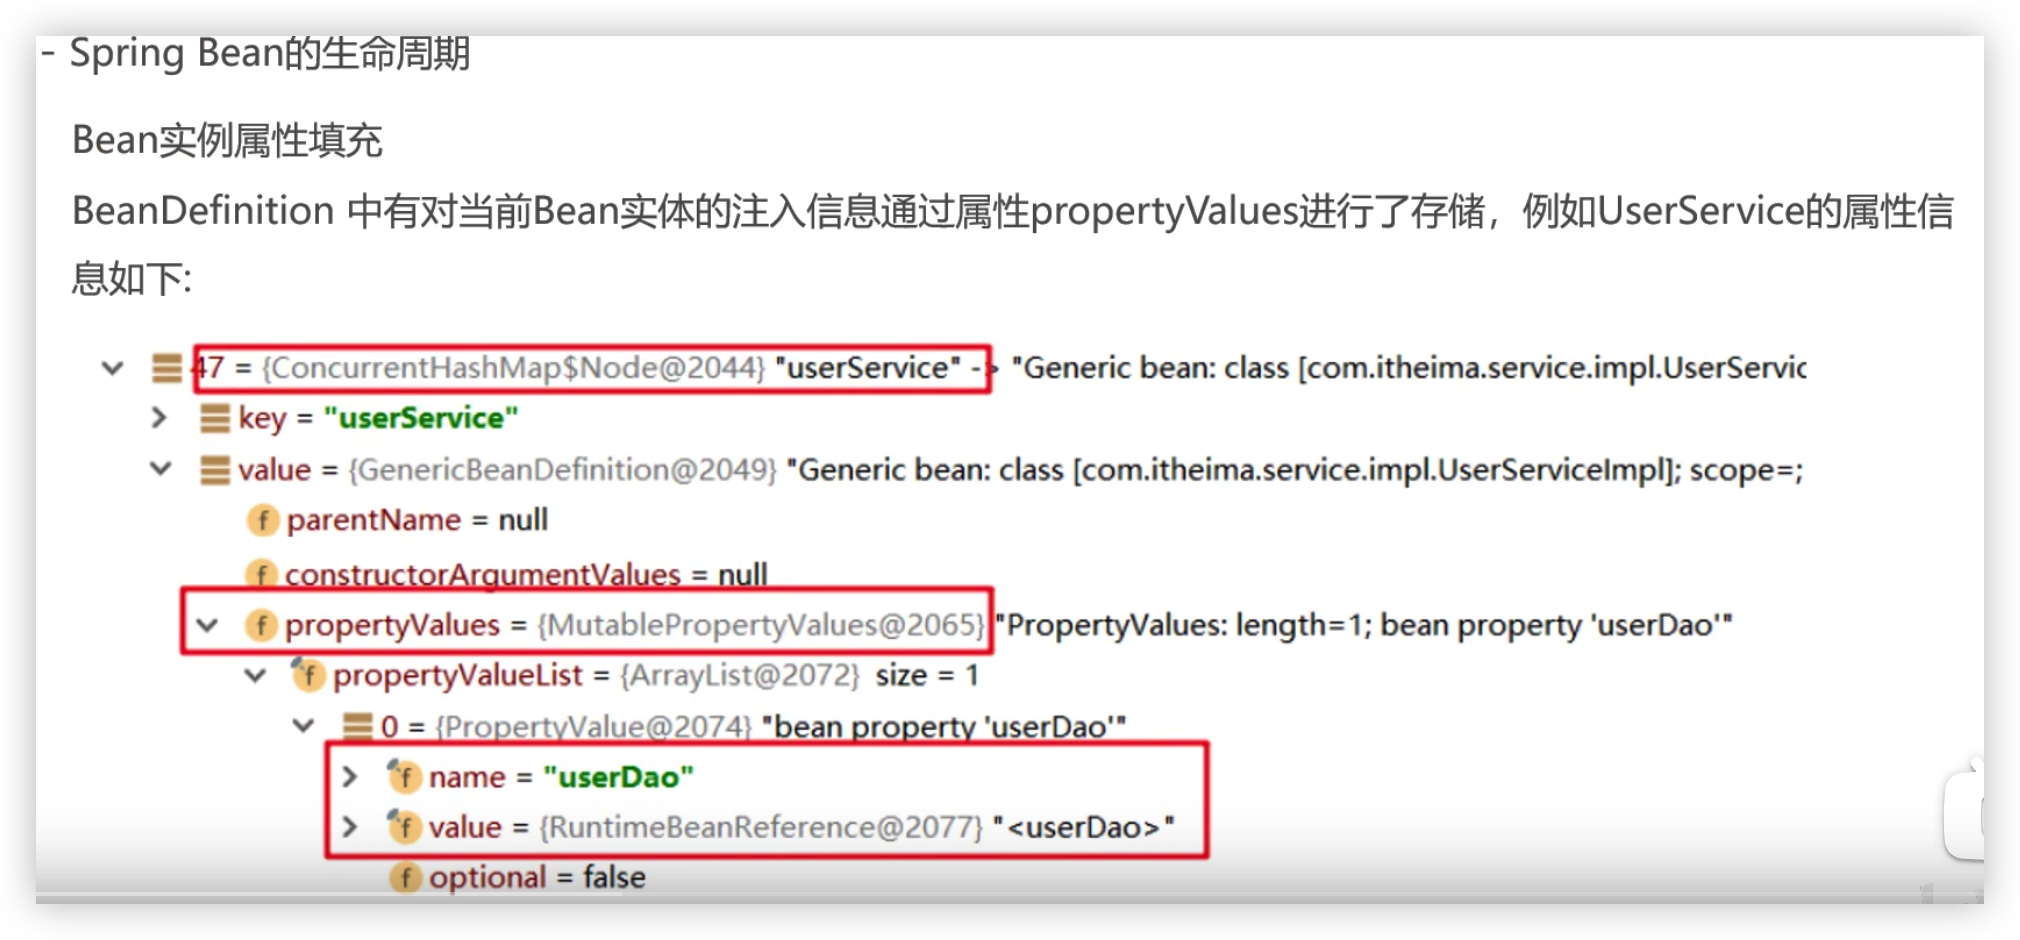 - Spring Bean的生命周期
Bean实例属性填充
BeanDefinition 中有对当前Bean实体的注入信息通过属性propertyValues进行了存储，例如UserService的属性信
息如下:
47 = {ConcurrentHashMap$Node@2044} "userService" -> "Generic bean: class [com.itheima.service.impl.UserServic
key = "userService"
value = {GenericBeanDefinition@2049} "Generic bean: class [com.itheima.service.impl.UserServiceImpl]; scope=;
f parentName = null
f constructorArgumentValues = null
f propertyValues = {MutablePropertyValues@2065} "PropertyValues: length=1; bean property 'userDao'"
f propertyValueList = {ArrayList@2072} size = 1
0 = {PropertyValue@2074} "bean property 'userDao'"
f name = "userDao"
f value = {RuntimeBeanReference@2077} "<userDao>"
f optional = false